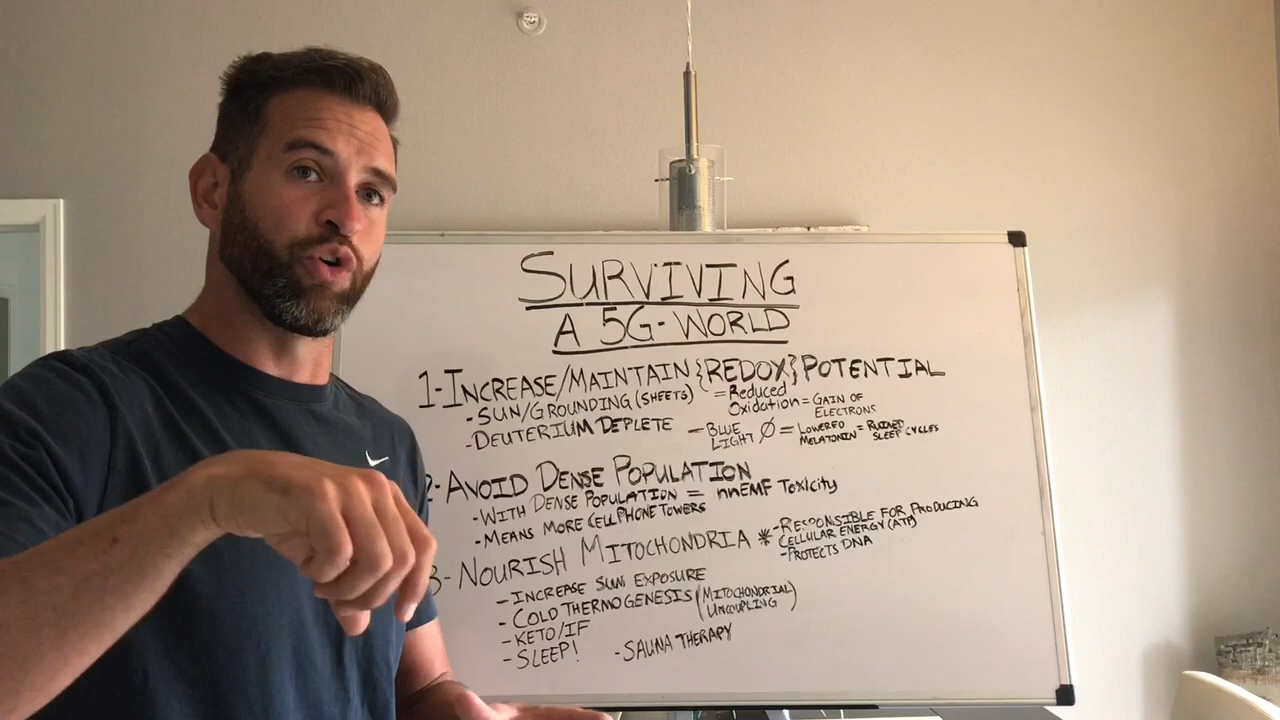 SURVIVING
A 5G-WORLD
1-INCREASE/MAINTAIN {REDOX} POTENTIAL
-SUN/GROUNDING (SHEETS) = Reduced Oxidation = GAIN OF ELECTRONS
-DEUTERIUM DEPLETE - BLUE LIGHT Ø = LOWERED MELATONIN = RUINED SLEEP CYCLES
2-AVOID DENSE POPULATION
-WITH DENSE POPULATION = nnEMF Toxicity
-MEANS MORE CELL PHONE TOWERS
3-NOURISH MITOCHONDRIA * -RESPONSIBLE FOR PRODUCING CELLULAR ENERGY (ATP)
-PROTECTS DNA
-INCREASE SUN EXPOSURE
-COLD THERMOGENESIS (MITOCHONDRIAL UNCOUPLING)
-KETO/IF
-SLEEP! -SAUNA THERAPY